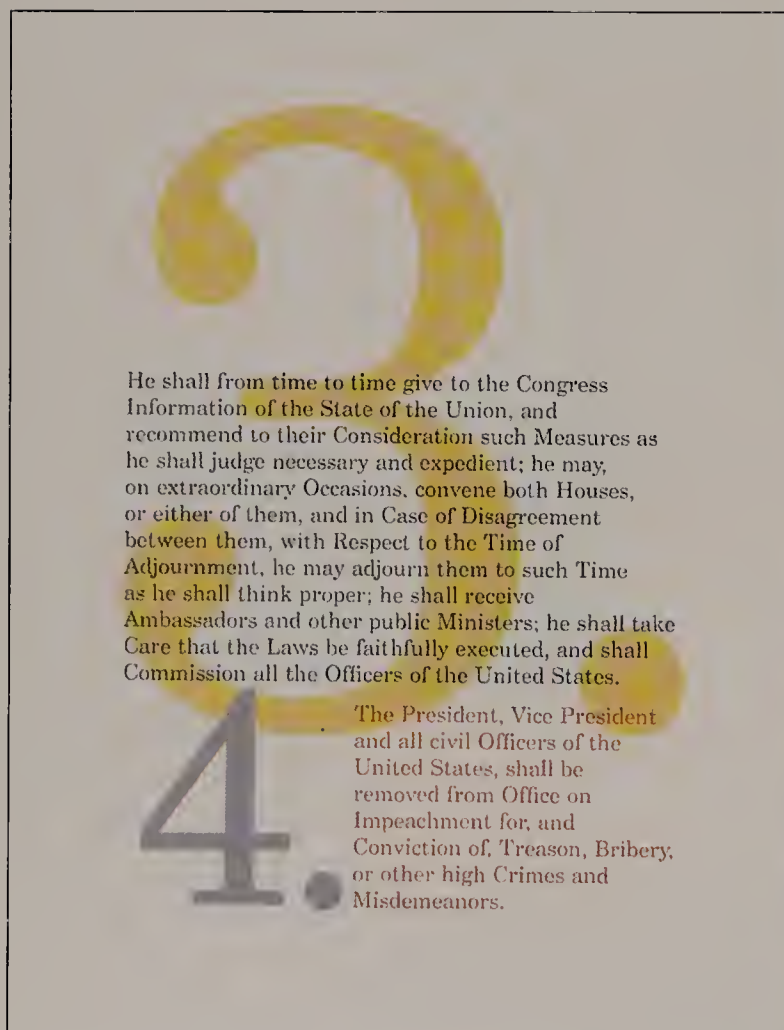 3.
He shall from time to time give to the Congress
Information of the State of the Union, and
recommend to their Consideration such Measures as
he shall judge necessary and expedient; he may,
on extraordinary Occasions, convene both Houses,
or either of them, and in Case of Disagreement
between them, with Respect to the Time of
Adjournment, he may adjourn them to such Time
as he shall think proper; he shall receive
Ambassadors and other public Ministers; he shall take
Care that the Laws be faithfully executed, and shall
Commission all the Officers of the United States.
4.
The President, Vice President
and all civil Officers of the
United States, shall be
removed from Office on
Impeachment for, and
Conviction of, Treason, Bribery,
or other high Crimes and
Misdemeanors.